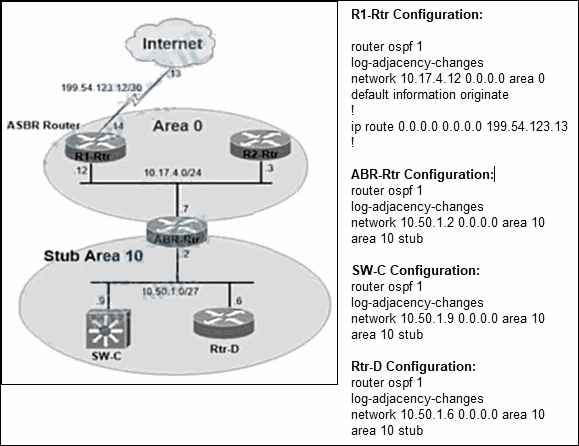 Internet
.13
199.54.123.12/30
ASBR Router
.14
Area 0
R1-Rtr
R2-Rtr
.12
10.17.4.0/24
.3
.7
ABR-Rtr
.2
Stub Area 10
10.50.1.0/27
.9
.6
SW-C
Rtr-D
R1-Rtr Configuration:
router ospf 1
log-adjacency-changes
network 10.17.4.12 0.0.0.0 area 0
default information originate
!
ip route 0.0.0.0 0.0.0.0 199.54.123.13
!
ABR-Rtr Configuration:
router ospf 1
log-adjacency-changes
network 10.50.1.2 0.0.0.0 area 10
area 10 stub
SW-C Configuration:
router ospf 1
log-adjacency-changes
network 10.50.1.9 0.0.0.0 area 10
area 10 stub
Rtr-D Configuration:
router ospf 1
log-adjacency-changes
network 10.50.1.6 0.0.0.0 area 10
area 10 stub